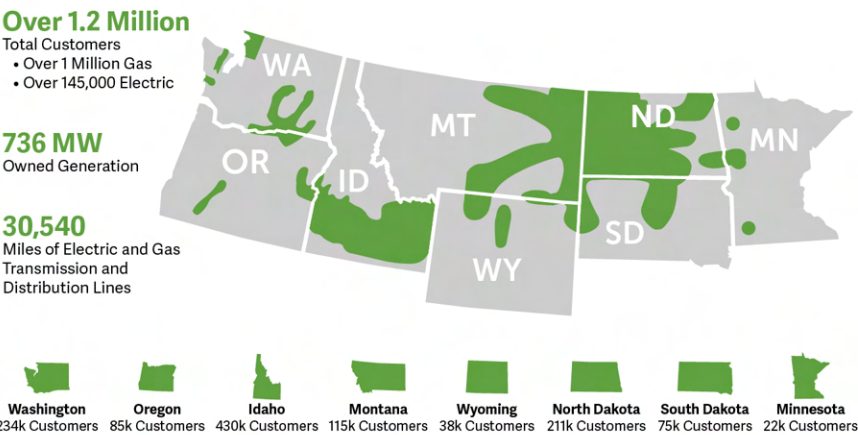 Over 1.2 Million
Total Customers
• Over 1 Million Gas
• Over 145,000 Electric
736 MW
Owned Generation
30,540
Miles of Electric and Gas
Transmission and
Distribution Lines
WA
OR
ID
MT
WY
ND
SD
MN
Washington
234k Customers
Oregon
85k Customers
Idaho
430k Customers
Montana
115k Customers
Wyoming
38k Customers
North Dakota
211k Customers
South Dakota
75k Customers
Minnesota
22k Customers